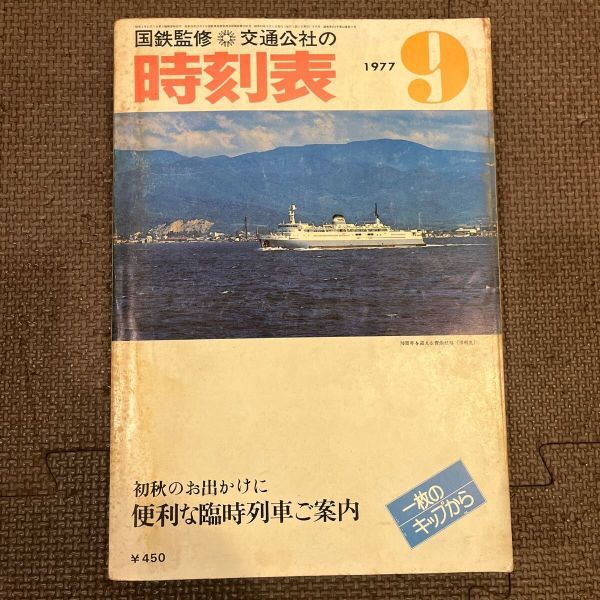 国鉄監修 交通公社の
時刻表
1977 9
初秋のお出かけに
便利な臨時列車ご案内
一枚の
キップから
¥450